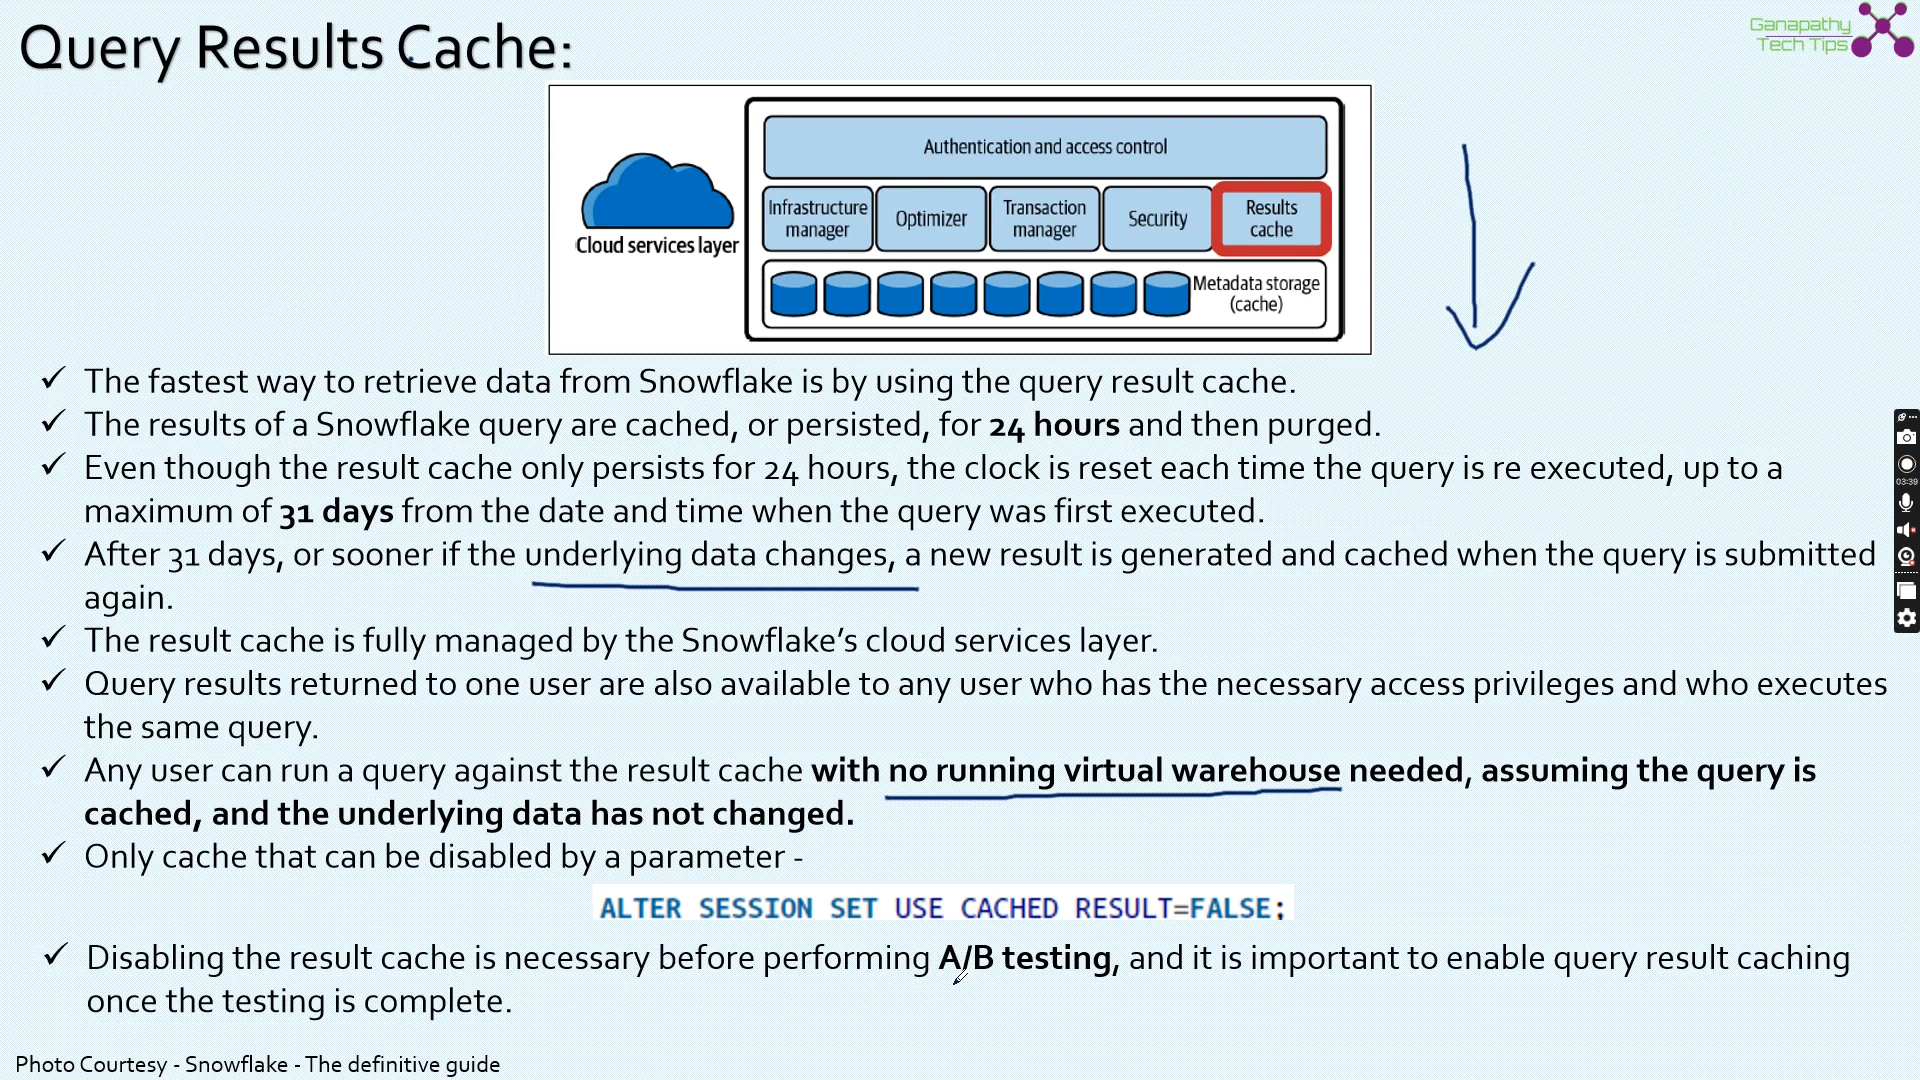 Query Results Cache:
Ganapathy
Tech Tips
Authentication and access control
Infrastructure
manager
Optimizer
Transaction
manager
Security
Results
cache
Cloud services layer
Metadata storage
(cache)
✓ The fastest way to retrieve data from Snowflake is by using the query result cache.
✓ The results of a Snowflake query are cached, or persisted, for 24 hours and then purged.
✓ Even though the result cache only persists for 24 hours, the clock is reset each time the query is re executed, up to a
maximum of 31 days from the date and time when the query was first executed.
✓ After 31 days, or sooner if the underlying data changes, a new result is generated and cached when the query is submitted
again.
✓ The result cache is fully managed by the Snowflake's cloud services layer.
✓ Query results returned to one user are also available to any user who has the necessary access privileges and who executes
the same query.
✓ Any user can run a query against the result cache with no running virtual warehouse needed, assuming the query is
cached, and the underlying data has not changed.
✓ Only cache that can be disabled by a parameter -
ALTER SESSION SET USE CACHED RESULT=FALSE;
✓ Disabling the result cache is necessary before performing A/B testing, and it is important to enable query result caching
once the testing is complete.
Photo Courtesy - Snowflake - The definitive guide
03:39